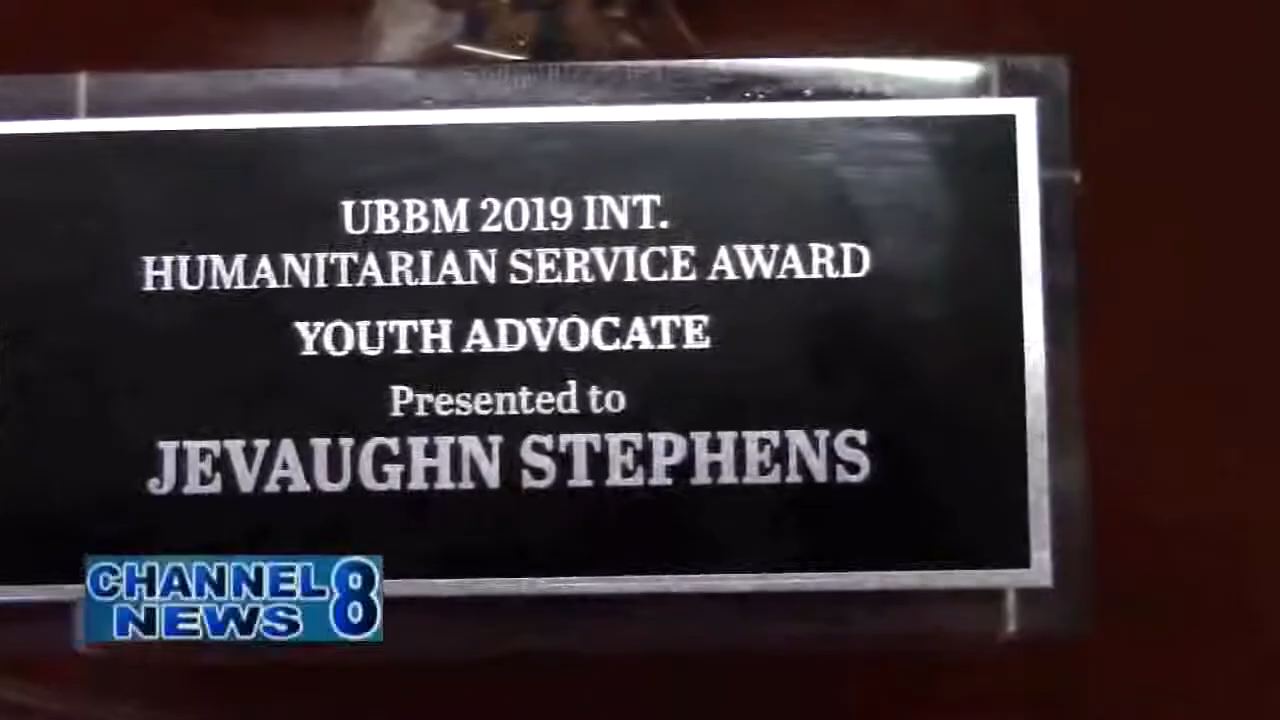 UBBM 2019 INT.
HUMANITARIAN SERVICE AWARD
YOUTH ADVOCATE
Presented to
JEVAUGHN STEPHENS
CHANNEL 8
NEWS